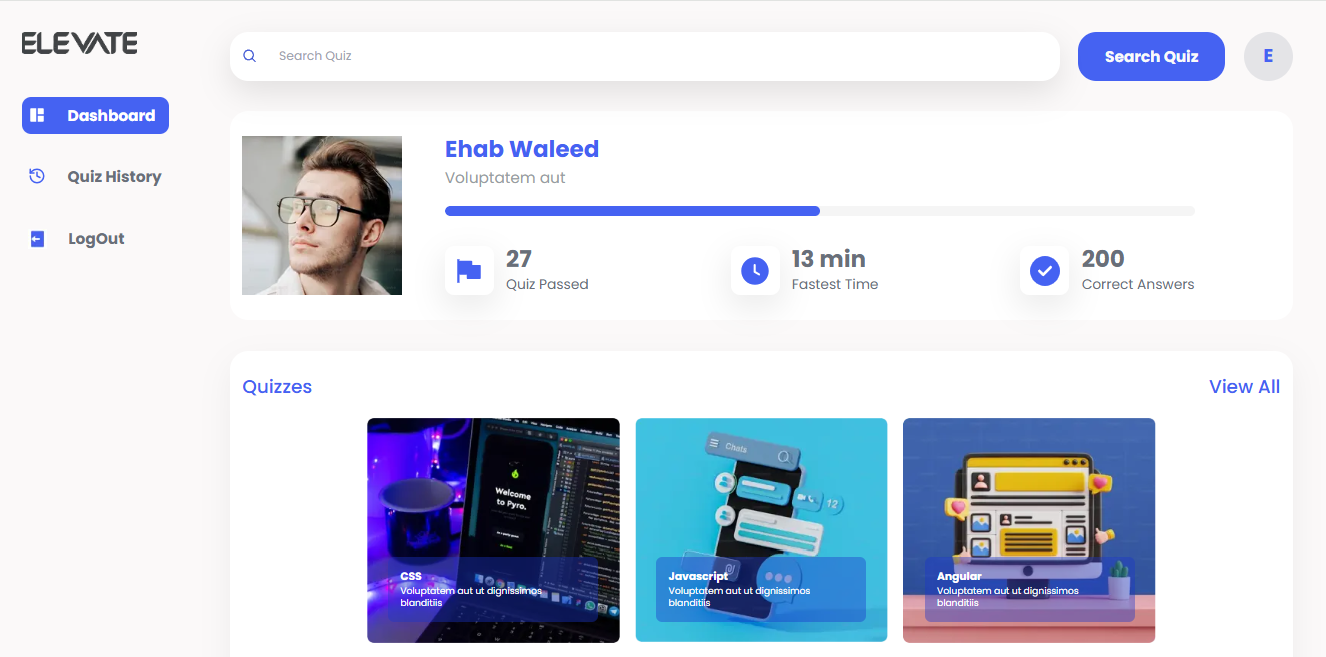 ELEVATE
Search Quiz
Search Quiz
E
Dashboard
Quiz History
LogOut
Ehab Waleed
Voluptatem aut
27
Quiz Passed
13 min
Fastest Time
200
Correct Answers
Quizzes
View All
Welcome
to Pyro.
CSS
Voluptatem aut ut dignissimos
blanditiis
Chats
12
Javascript
Voluptatem aut ut dignissimos
blanditiis
Angular
Voluptatem aut ut dignissimos
blanditiis